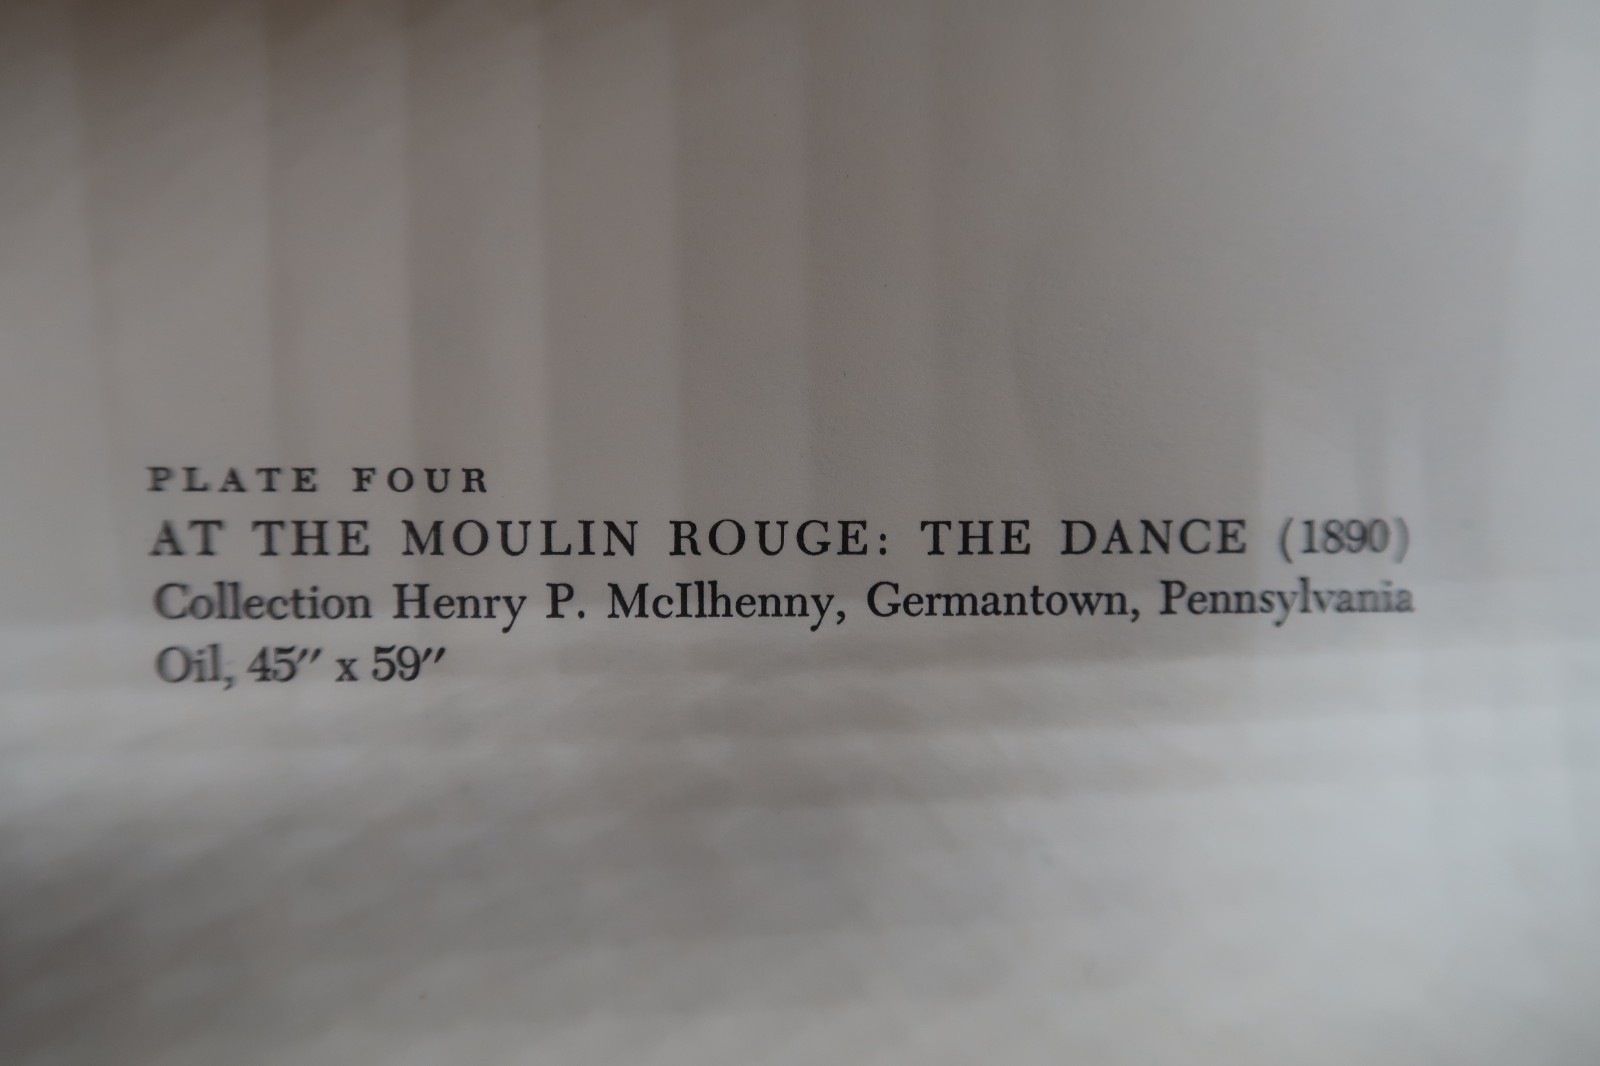 PLATE FOUR
AT THE MOULIN ROUGE: THE DANCE (1890)
Collection Henry P. McIlhenny, Germantown, Pennsylvania
Oil, 45″ x 59″